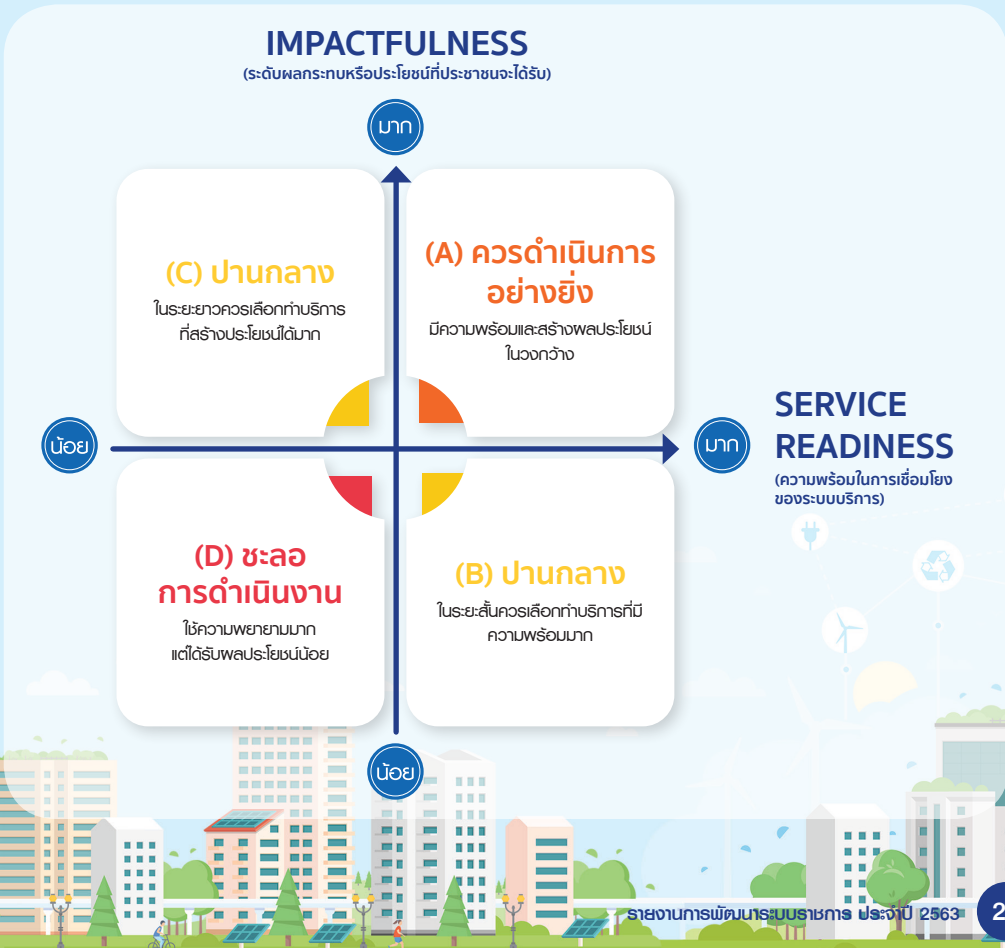 IMPACTFULNESS
(ระดับผลกระทบหรือประโยชน์ที่ประชาชนจะได้รับ)
มาก
(C) ปานกลาง
ในระยะยาวควรเลือกทำบริการ
ที่สร้างประโยชน์ได้มาก
(A) ควรดำเนินการ
อย่างยิ่ง
มีความพร้อมและสร้างผลประโยชน์
ในวงกว้าง
น้อย
มาก
SERVICE
READINESS
(ความพร้อมในการเชื่อมโยง
ของระบบบริการ)
(D) ชะลอ
การดำเนินงาน
ใช้ความพยายามมาก
แต่ได้รับผลประโยชน์น้อย
(B) ปานกลาง
ในระยะสั้นควรเลือกทำบริการที่มี
ความพร้อมมาก
น้อย
รายงานการพัฒนาระบบราชการ ประจำปี 2563